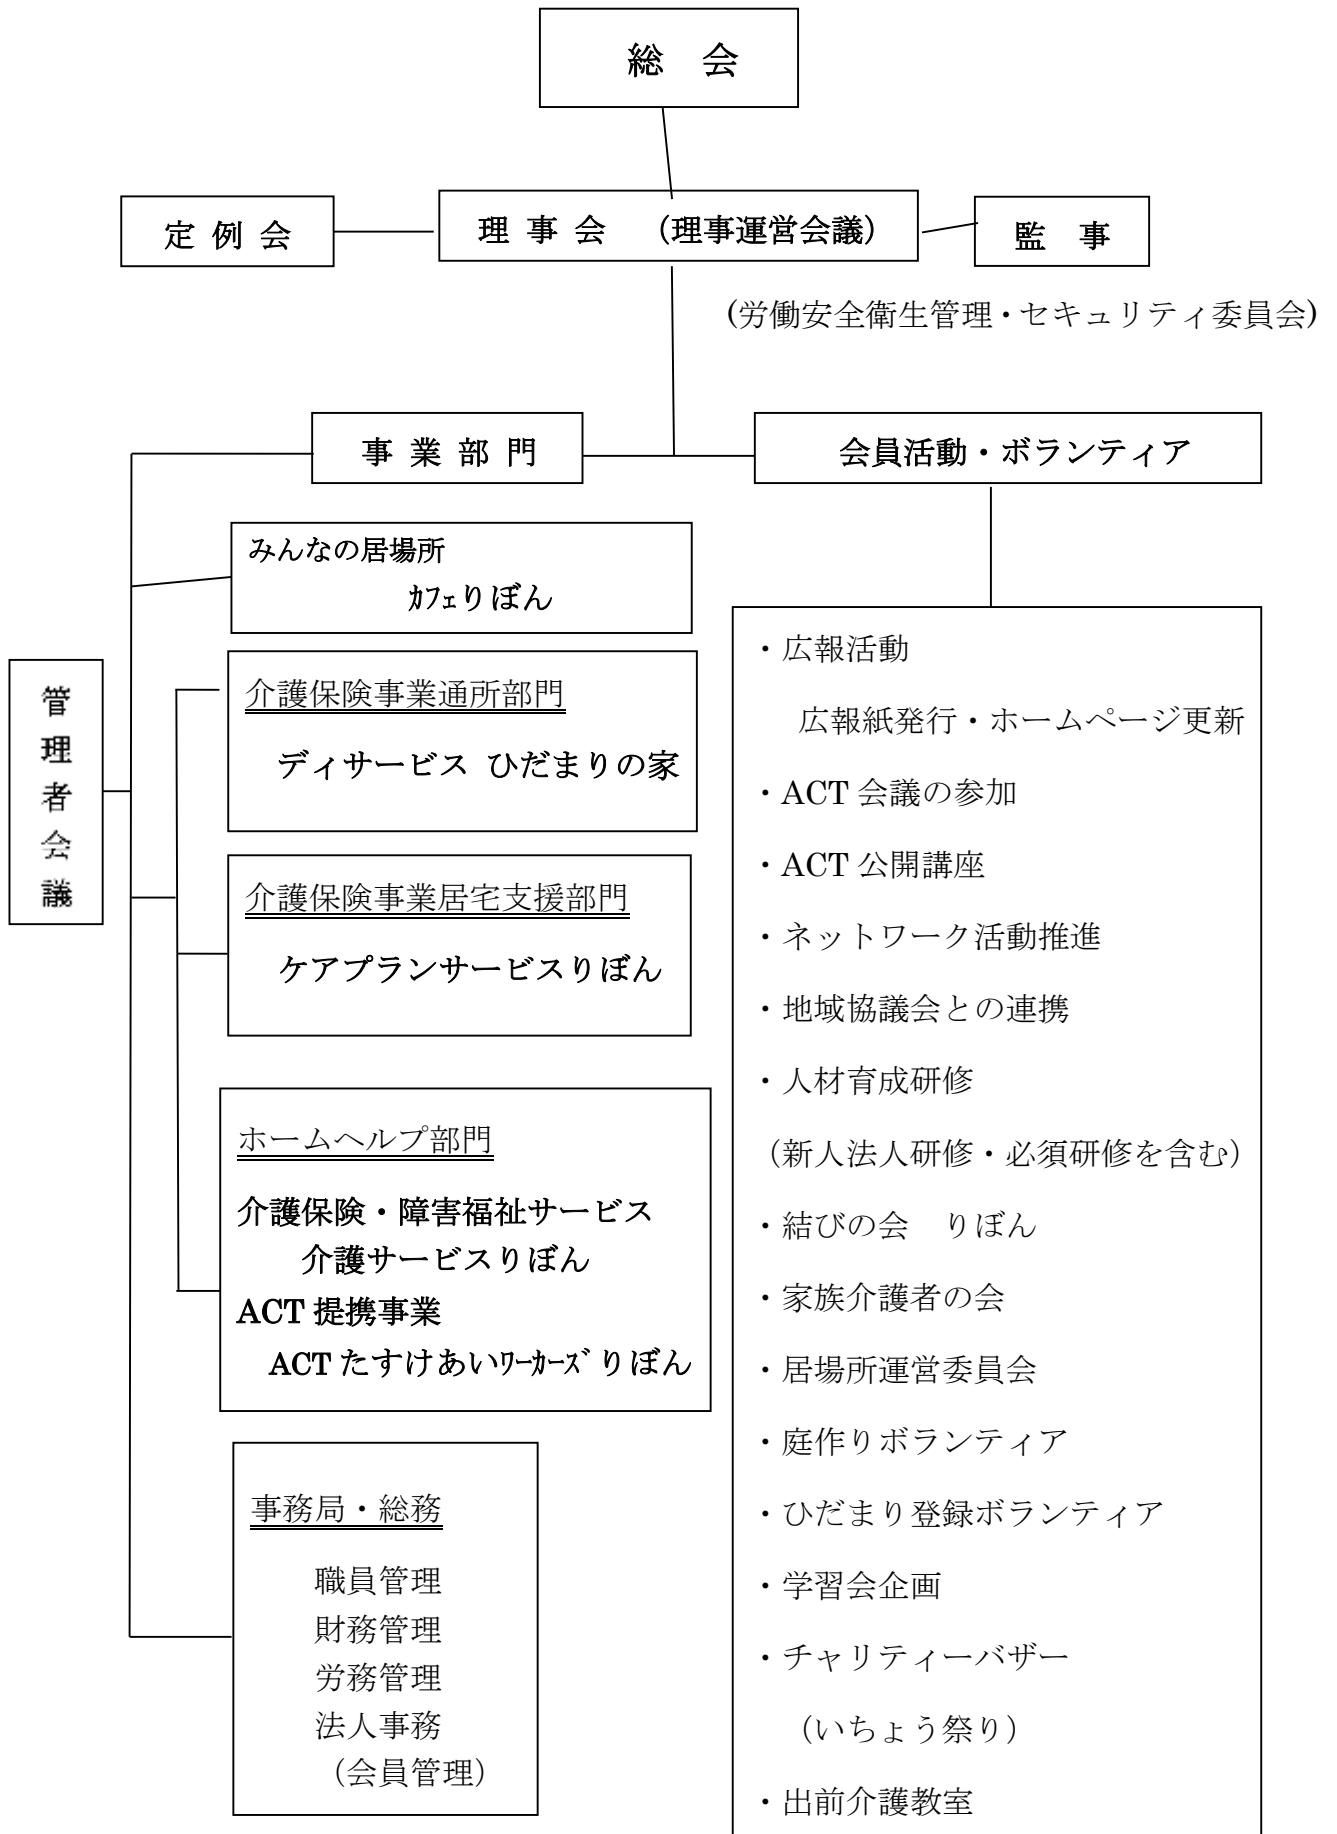 総　会
定 例 会
理 事 会　（理事運営会議）
監　事
(労働安全衛生管理・セキュリティ委員会)
事 業 部 門
会員活動・ボランティア
管理者会議
みんなの居場所
ｶﾌｪりぼん
介護保険事業通所部門
ディサービス ひだまりの家
介護保険事業居宅支援部門
ケアプランサービスりぼん
ホームヘルプ部門
介護保険・障害福祉サービス
介護サービスりぼん
ACT 提携事業
ACT たすけあいﾜｰｶｰｽﾞりぼん
事務局・総務
職員管理
財務管理
労務管理
法人事務
（会員管理）
・広報活動
広報紙発行・ホームページ更新
・ACT 会議の参加
・ACT 公開講座
・ネットワーク活動推進
・地域協議会との連携
・人材育成研修
（新人法人研修・必須研修を含む）
・結びの会　りぼん
・家族介護者の会
・居場所運営委員会
・庭作りボランティア
・ひだまり登録ボランティア
・学習会企画
・チャリティーバザー
（いちょう祭り）
・出前介護教室